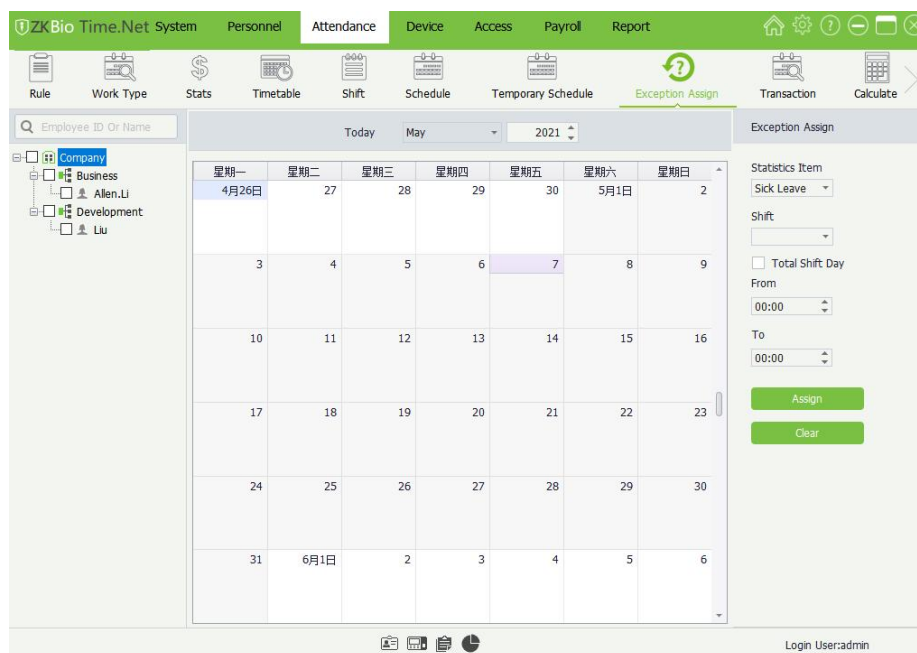 ZKBio Time.Net System Personnel Attendance Device Access Payroll Report
Rule Work Type Stats Timetable Shift Schedule Temporary Schedule Exception Assign Transaction Calculate
Employee ID Or Name
Company
Business
Allen.Li
Development
Liu
Today May 2021
星期一 星期二 星期三 星期四 星期五 星期六 星期日
4月26日 27 28 29 30 5月1日 2
3 4 5 6 7 8 9
10 11 12 13 14 15 16
17 18 19 20 21 22 23
24 25 26 27 28 29 30
31 6月1日 2 3 4 5 6
Exception Assign
Statistics Item
Sick Leave
Shift
Total Shift Day
From
00:00
To
00:00
Assign
Clear
Login User:admin